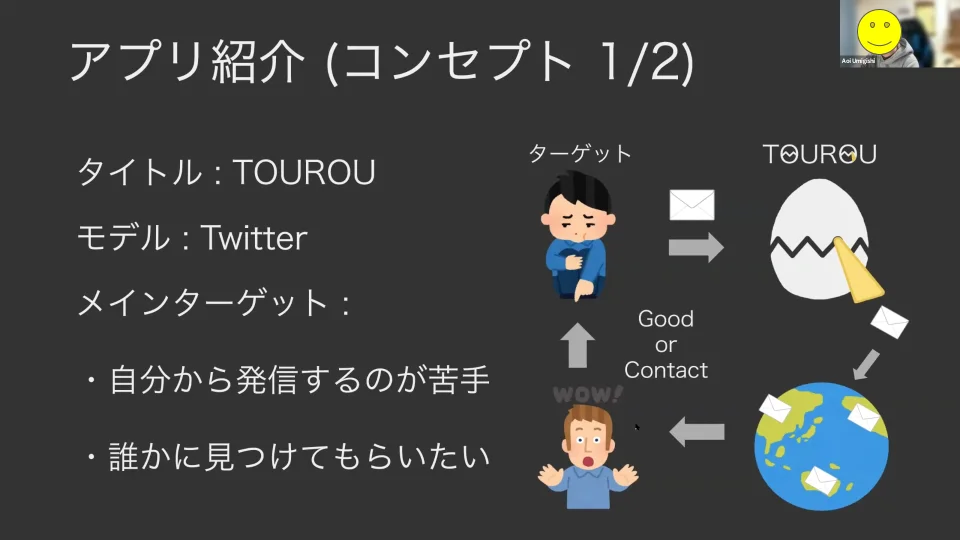 アプリ紹介 (コンセプト 1/2)
Aoi Umigishi
タイトル : TOUROU
モデル : Twitter
メインターゲット :
・自分から発信するのが苦手
・誰かに見つけてもらいたい
ターゲット
TOUROU
Good
or
Contact
WOW!